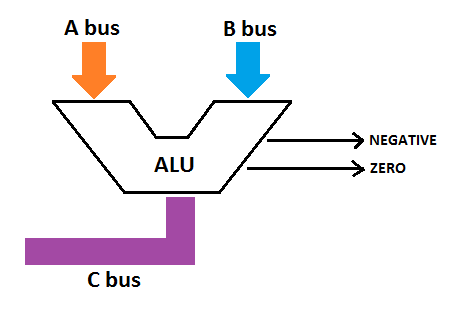 A bus
B bus
NEGATIVE
ALU
ZERO
C bus